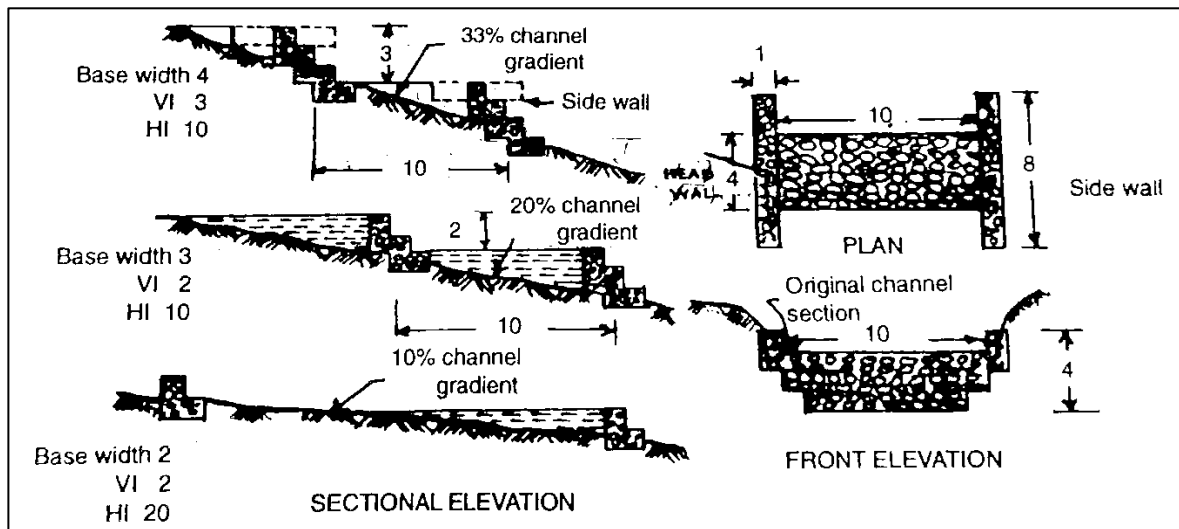 33% channel
gradient
3
Base width 4
VI 3
HI 10
Side wall
10
1
10
4
8
HEAD
WAL
Side wall
PLAN
20% channel
gradient
2
Base width 3
VI 2
HI 10
10
Original channel
section
10
4
10% channel
gradient
Base width 2
VI 2
HI 20
SECTIONAL ELEVATION
FRONT ELEVATION